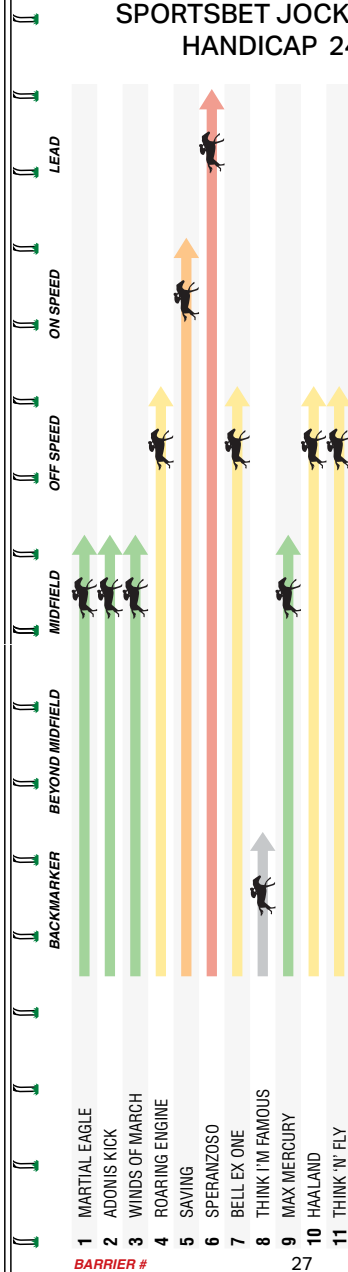 SPORTSBET JOCK
HANDICAP 24
LEAD
ON SPEED
OFF SPEED
MIDFIELD
BEYOND MIDFIELD
BACKMARKER
1 MARTIAL EAGLE
2 ADONIS KICK
3 WINDS OF MARCH
4 ROARING ENGINE
5 SAVING
6 SPERANZOSO
7 BELL EX ONE
8 THINK I'M FAMOUS
9 MAX MERCURY
10 HAALAND
11 THINK 'N' FLY
BARRIER #
27